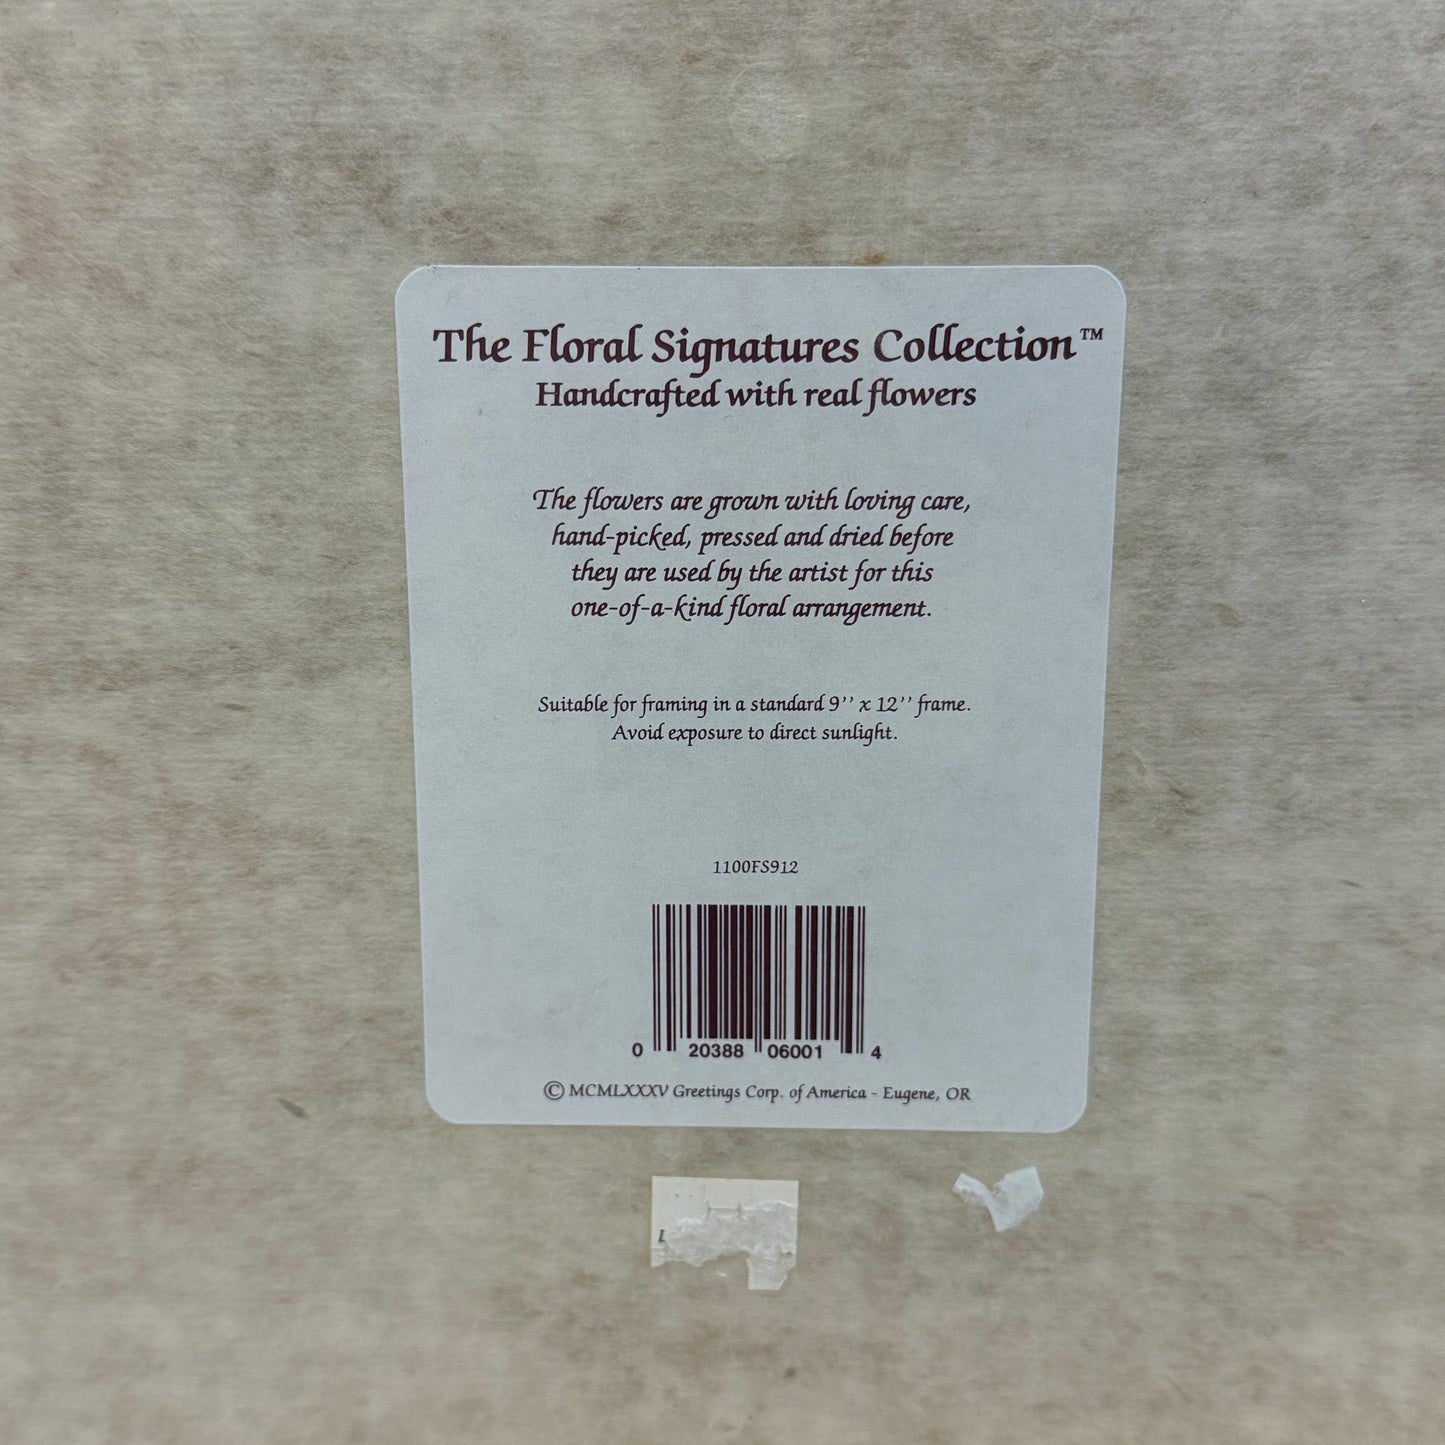 The Floral Signatures Collection™
Handcrafted with real flowers
The flowers are grown with loving care,
hand-picked, pressed and dried before
they are used by the artist for this
one-of-a-kind floral arrangement.
Suitable for framing in a standard 9'' x 12'' frame.
Avoid exposure to direct sunlight.
1100FS912
0 20388 06001 4
© MCMLXXXV Greetings Corp. of America - Eugene, OR